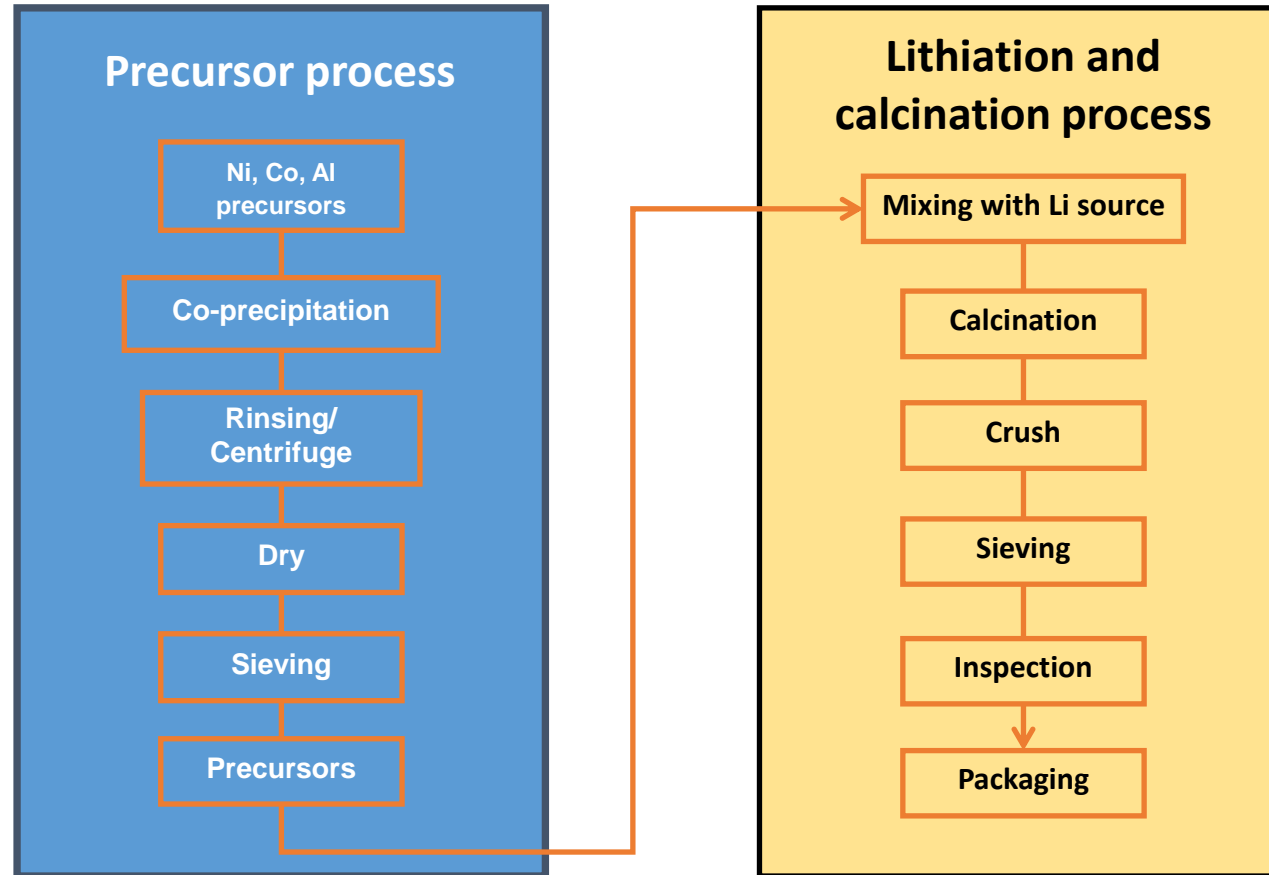 Precursor process
Ni, Co, Al
precursors
Co-precipitation
Rinsing/
Centrifuge
Dry
Sieving
Precursors
Lithiation and
calcination process
Mixing with Li source
Calcination
Crush
Sieving
Inspection
Packaging